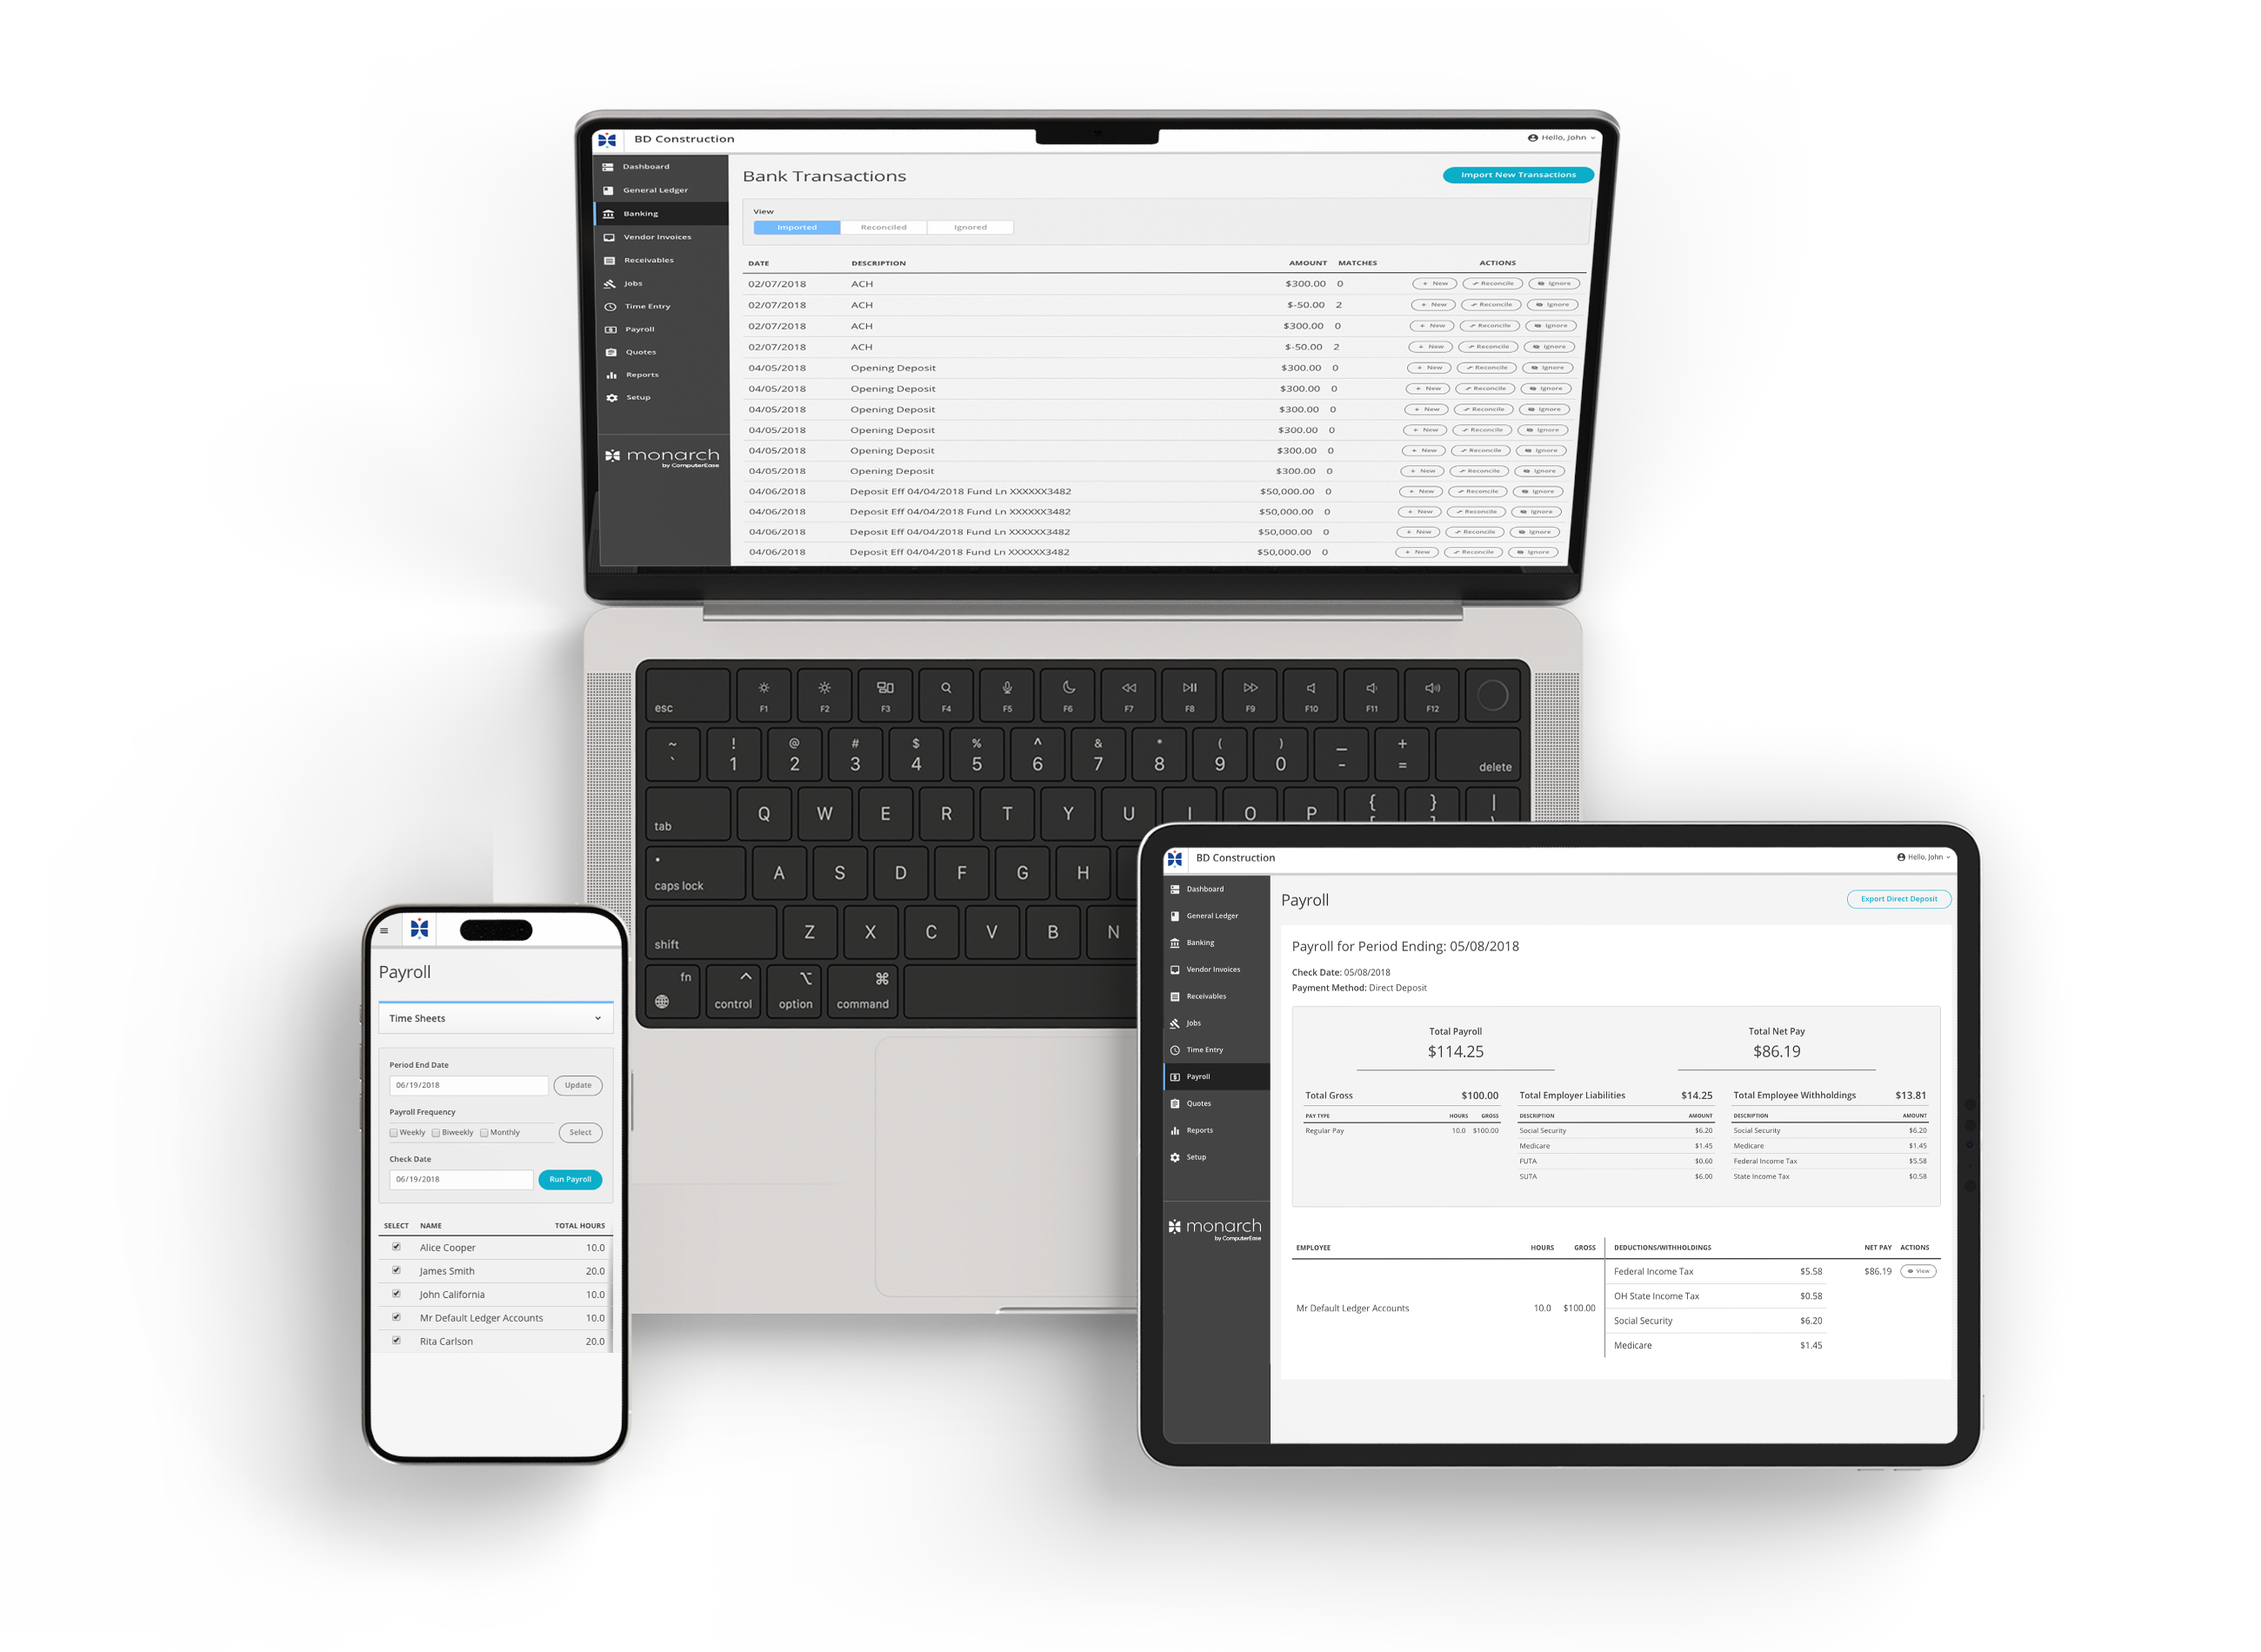 BD Construction
Hello, John
Dashboard
General Ledger
Banking
Vendor Invoices
Receivables
Jobs
Time Entry
Payroll
Quotes
Reports
Setup
monarch
by ComputerEase
Bank Transactions
Import New Transactions
View
Imported Reconciled Ignored
DATE DESCRIPTION AMOUNT MATCHES ACTIONS
02/07/2018 ACH $300.00 0 + New Reconcile Ignore
02/07/2018 ACH $-50.00 2 + New Reconcile Ignore
02/07/2018 ACH $300.00 0 + New Reconcile Ignore
02/07/2018 ACH $-50.00 2 + New Reconcile Ignore
04/05/2018 Opening Deposit $300.00 0 + New Reconcile Ignore
04/05/2018 Opening Deposit $300.00 0 + New Reconcile Ignore
04/05/2018 Opening Deposit $300.00 0 + New Reconcile Ignore
04/05/2018 Opening Deposit $300.00 0 + New Reconcile Ignore
04/05/2018 Opening Deposit $300.00 0 + New Reconcile Ignore
04/05/2018 Opening Deposit $300.00 0 + New Reconcile Ignore
04/06/2018 Deposit Eff 04/04/2018 Fund Ln XXXXXX3482 $50,000.00 0 + New Reconcile Ignore
04/06/2018 Deposit Eff 04/04/2018 Fund Ln XXXXXX3482 $50,000.00 0 + New Reconcile Ignore
04/06/2018 Deposit Eff 04/04/2018 Fund Ln XXXXXX3482 $50,000.00 0 + New Reconcile Ignore
04/06/2018 Deposit Eff 04/04/2018 Fund Ln XXXXXX3482 $50,000.00 0 + New Reconcile Ignore
esc F1 F2 F3 F4 F5 F6 F7 F8 F9 F10 F11 F12
~ ! @ # $ % ^ & * ( ) _ +
` 1 2 3 4 5 6 7 8 9 0 - = delete
tab Q W E R T Y U I O P { } |
caps lock A S D F G H
shift Z X C V B N
fn
control option command
Payroll
Time Sheets
Period End Date
06/19/2018 Update
Payroll Frequency
Weekly Biweekly Monthly Select
Check Date
06/19/2018 Run Payroll
SELECT NAME TOTAL HOURS
Alice Cooper 10.0
James Smith 20.0
John California 10.0
Mr Default Ledger Accounts 10.0
Rita Carlson 20.0
BD Construction
Hello, John
Dashboard
General Ledger
Banking
Vendor Invoices
Receivables
Jobs
Time Entry
Payroll
Quotes
Reports
Setup
monarch
by ComputerEase
Payroll
Export Direct Deposit
Payroll for Period Ending: 05/08/2018
Check Date: 05/08/2018
Payment Method: Direct Deposit
Total Payroll Total Net Pay
$114.25 $86.19
Total Gross $100.00
PAY TYPE HOURS GROSS
Regular Pay 10.0 $100.00
Total Employer Liabilities $14.25
DESCRIPTION AMOUNT
Social Security $6.20
Medicare $1.45
FUTA $0.60
SUTA $6.00
Total Employee Withholdings $13.81
DESCRIPTION AMOUNT
Social Security $6.20
Medicare $1.45
Federal Income Tax $5.58
State Income Tax $0.58
EMPLOYEE HOURS GROSS DEDUCTIONS/WITHHOLDINGS NET PAY ACTIONS
Federal Income Tax $5.58 $86.19 View
OH State Income Tax $0.58
Mr Default Ledger Accounts 10.0 $100.00
Social Security $6.20
Medicare $1.45